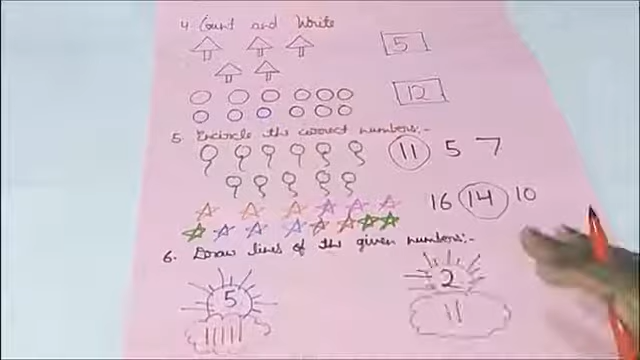 4. Count and Write
5
12
5. Encircle the correct numbers:-
11 5 7
16 14 10
6. Draw lines of the given numbers:-
5 2